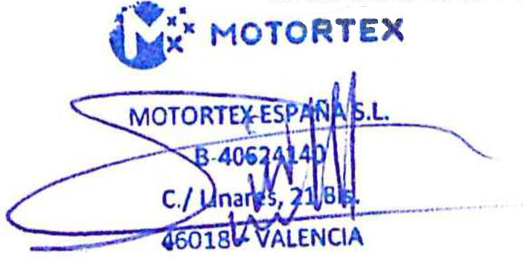 MOTORTEX
MOTORTEX-ESPAÑA S.L.
B-40624140
C./ Linares, 21 Bis.
46018 - VALENCIA